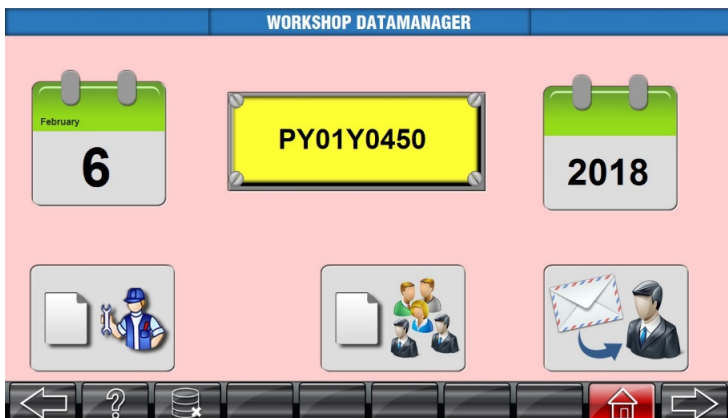 WORKSHOP DATAMANAGER
February
6
PY01Y0450
2018
?